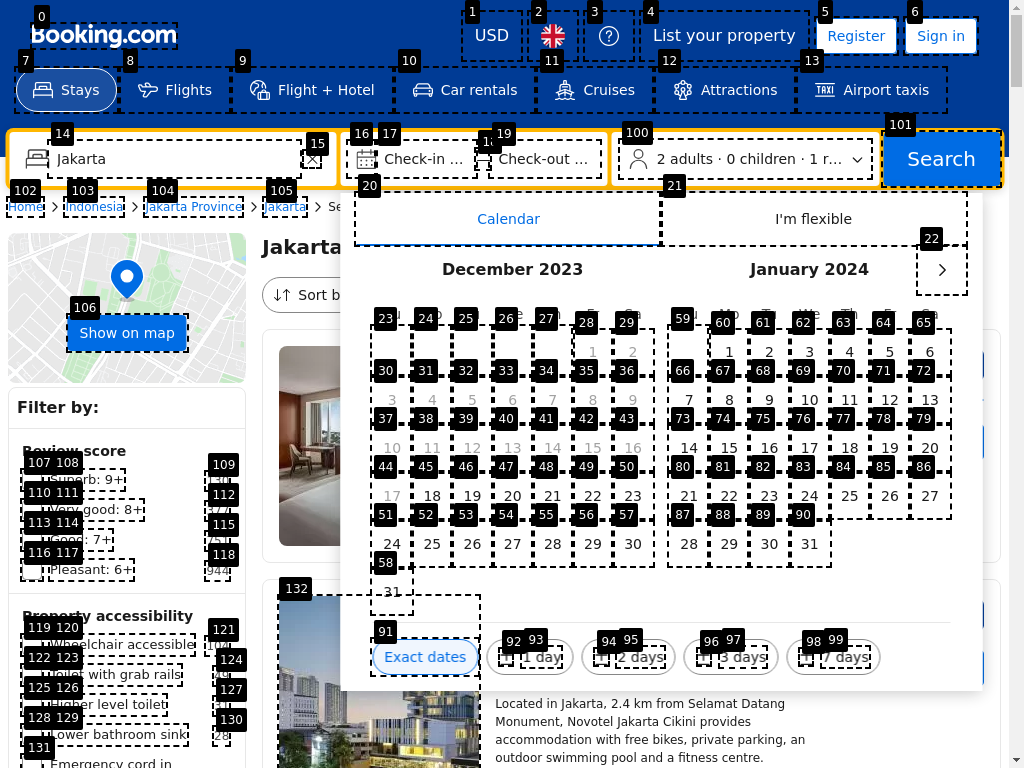 0 1 2 3 4 5 6
Booking.com USD List your property Register Sign in
7 8 9 10 11 12 13
Stays Flights Flight + Hotel Car rentals Cruises Attractions Airport taxis
14 15 16 17 19 100 101
Jakarta Check-in ... Check-out ... 2 adults · 0 children · 1 r... Search
102 103 104 105 20 21
Home Indonesia Jakarta Province Jakarta
Calendar I'm flexible
22
Jakarta
December 2023 January 2024
Sort b
106
Show on map
23 24 25 26 27 28 29 59 60 61 62 63 64 65
1 2 1 2 3 4 5 6
30 31 32 33 34 35 36 66 67 68 69 70 71 72
3 4 5 6 7 8 9 7 8 9 10 11 12 13
37 38 39 40 41 42 43 73 74 75 76 77 78 79
10 11 12 13 14 15 16 14 15 16 17 18 19 20
44 45 46 47 48 49 50 80 81 82 83 84 85 86
17 18 19 20 21 22 23 21 22 23 24 25 26 27
51 52 53 54 55 56 57 87 88 89 90
24 25 26 27 28 29 30 28 29 30 31
58
31
91 92 93 94 95 96 97 98 99
Exact dates 1 day 2 days 3 days 7 days
Filter by:
Review score
107 108 109
Superb: 9+
110 111 112
Very good: 8+
113 114 115
Good: 7+
116 117 118
Pleasant: 6+ 944
Property accessibility
119 120 121
Wheelchair accessible
122 123 124
Toilet with grab rails
125 126 127
Higher level toilet
128 129 130
Lower bathroom sink 28
131
Emergency cord in
132
Located in Jakarta, 2.4 km from Selamat Datang
Monument, Novotel Jakarta Cikini provides
accommodation with free bikes, private parking, an
outdoor swimming pool and a fitness centre.